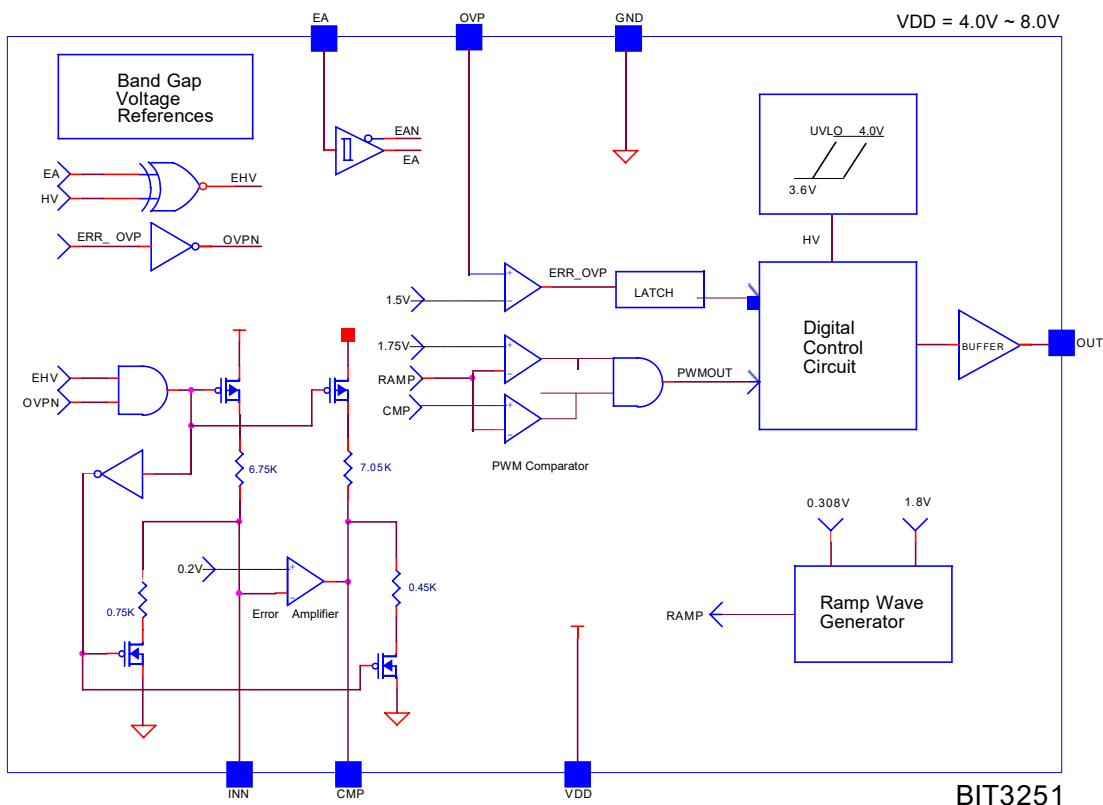 EA
OVP
GND
VDD = 4.0V ~ 8.0V
Band Gap
Voltage
References
EAN
EA
UVLO 4.0V
3.6V
EA
HV
EHV
ERR_ OVP
OVPN
HV
ERR_OVP
LATCH
1.5V
Digital
Control
Circuit
BUFFER
OUT
1.75V
RAMP
CMP
PWMOUT
PWM Comparator
EHV
OVPN
6.75K
7.05K
0.2V
0.75K
Error Amplifier
0.45K
0.308V
1.8V
RAMP
Ramp Wave
Generator
INN
CMP
VDD
BIT3251